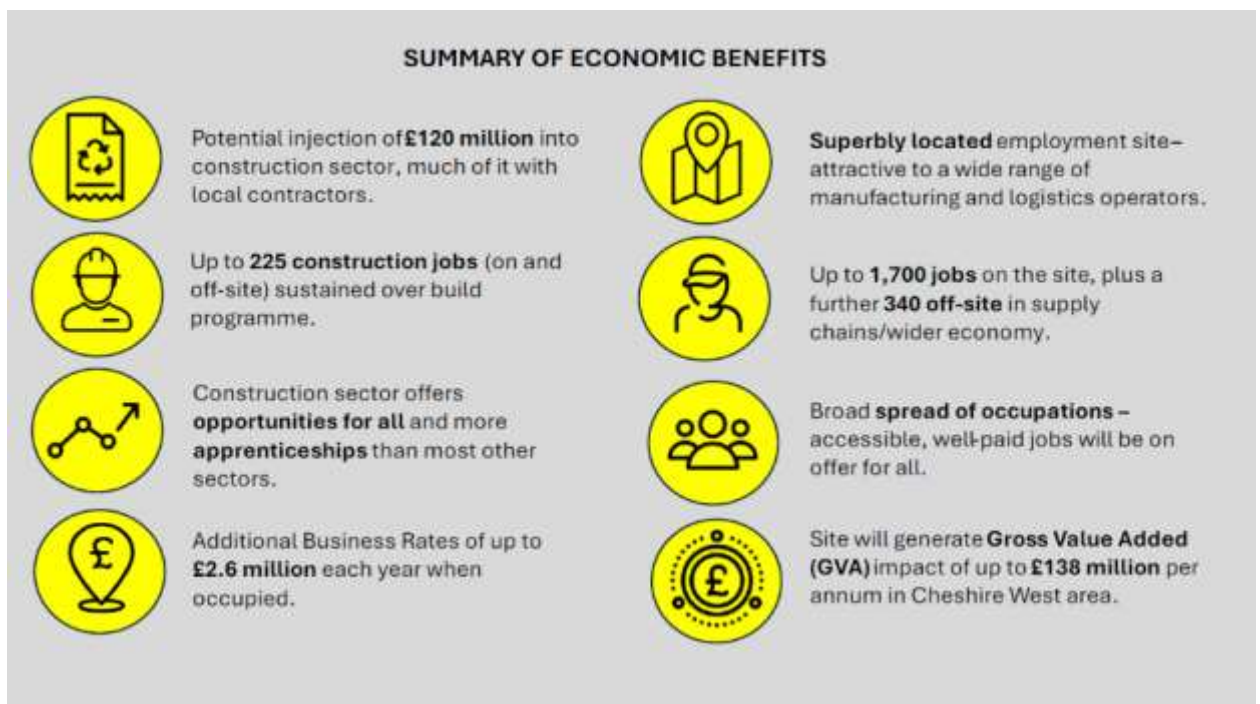 SUMMARY OF ECONOMIC BENEFITS
Potential injection of £120 million into
construction sector, much of it with
local contractors.
Up to 225 construction jobs (on and
off-site) sustained over build
programme.
Construction sector offers
opportunities for all and more
apprenticeships than most other
sectors.
£
Additional Business Rates of up to
£2.6 million each year when
occupied.
Superbly located employment site–
attractive to a wide range of
manufacturing and logistics operators.
Up to 1,700 jobs on the site, plus a
further 340 off-site in supply
chains/wider economy.
Broad spread of occupations –
accessible, well-paid jobs will be on
offer for all.
£
Site will generate Gross Value Added
(GVA) impact of up to £138 million per
annum in Cheshire West area.